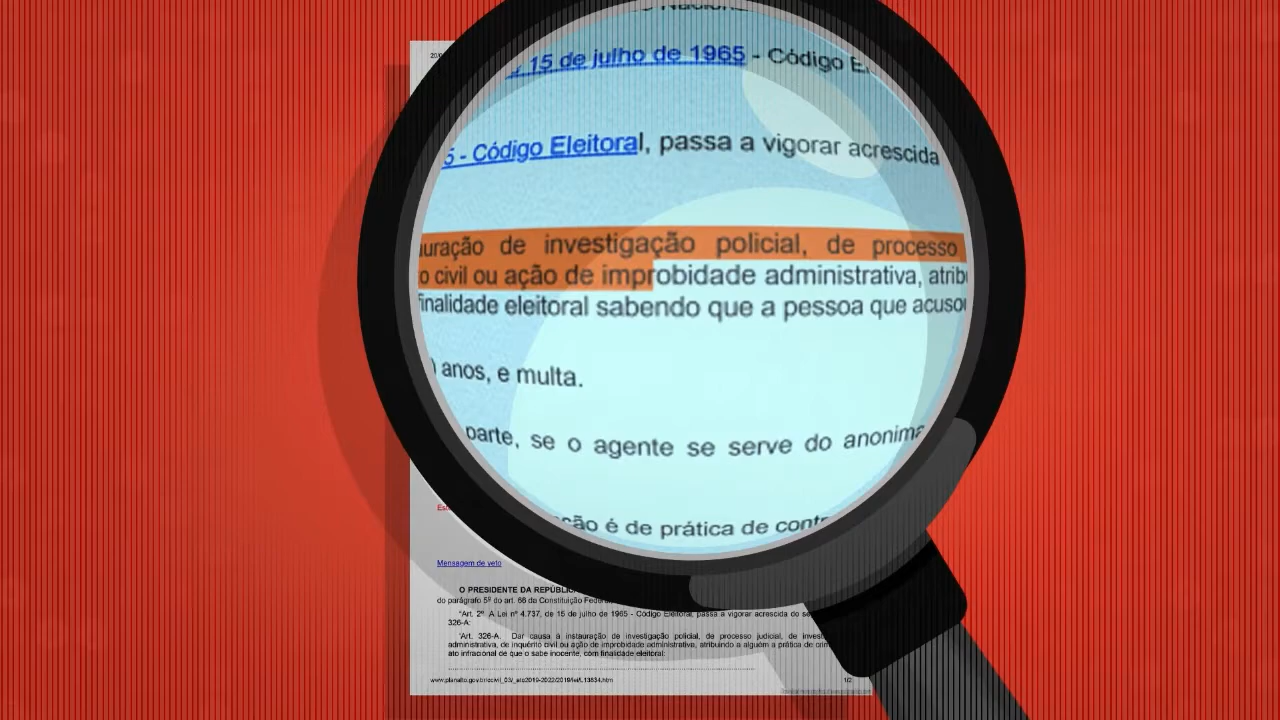 15 de julho de 1965 - Código
5 - Código Eleitoral, passa a vigorar acrescida
uração de investigação policial, de processo
o civil ou ação de improbidade administrativa, atrib
finalidade eleitoral sabendo que a pessoa que acusou
anos, e multa.
parte, se o agente se serve do anonima
ção é de prática de cont
Mensagem de veto
O PRESIDENTE DA REPÚBLICA
do parágrafo 5º do art. 66 da Constituição Fede
"Art. 2º A Lei nº 4.737, de 15 de julho de 1965 - Código Eleitoral, passa a vigorar acrescida do se
326-A:
'Art. 326-A. Dar causa à instauração de investigação policial, de processo judicial, de invest
administrativa, de inquérito civil ou ação de improbidade administrativa, atribuindo a alguém a prática de crim
ato infracional de que o sabe inocente, com finalidade eleitoral:
www.planalto.gov.br/ccivil_03/_ato2019-2022/2019/lei/L13834.htm 1/2